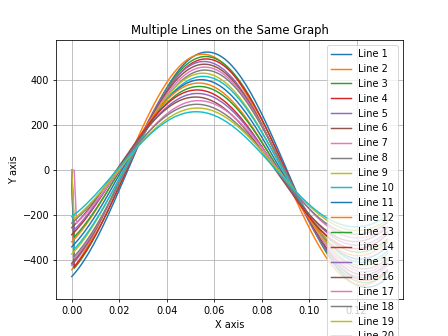 Multiple Lines on the Same Graph
Y axis
400
200
0
−200
−400
0.00
0.02
0.04
0.06
0.08
0.10
X axis
Line 1
Line 2
Line 3
Line 4
Line 5
Line 6
Line 7
Line 8
Line 9
Line 10
Line 11
Line 12
Line 13
Line 14
Line 15
Line 16
Line 17
Line 18
Line 19
Line 20